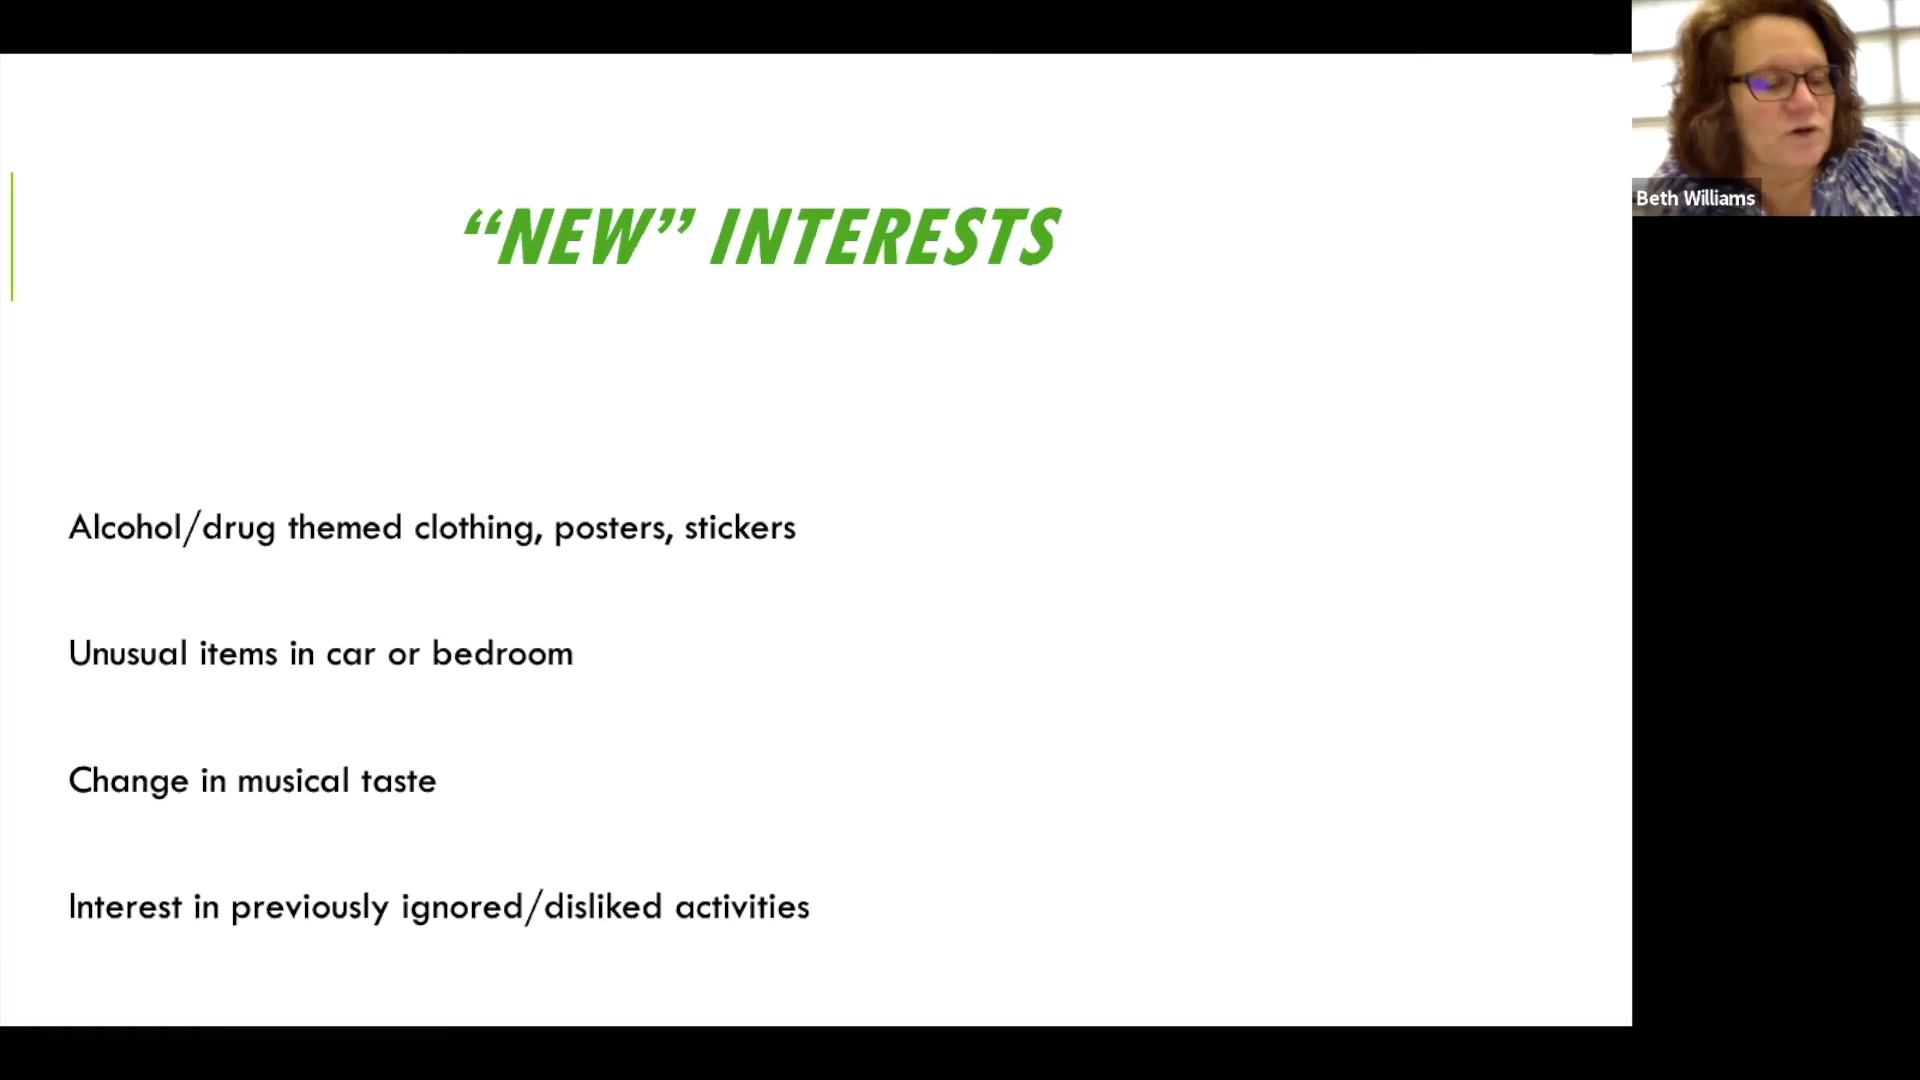 “NEW” INTERESTS
Alcohol/drug themed clothing, posters, stickers
Unusual items in car or bedroom
Change in musical taste
Interest in previously ignored/disliked activities
Beth Williams